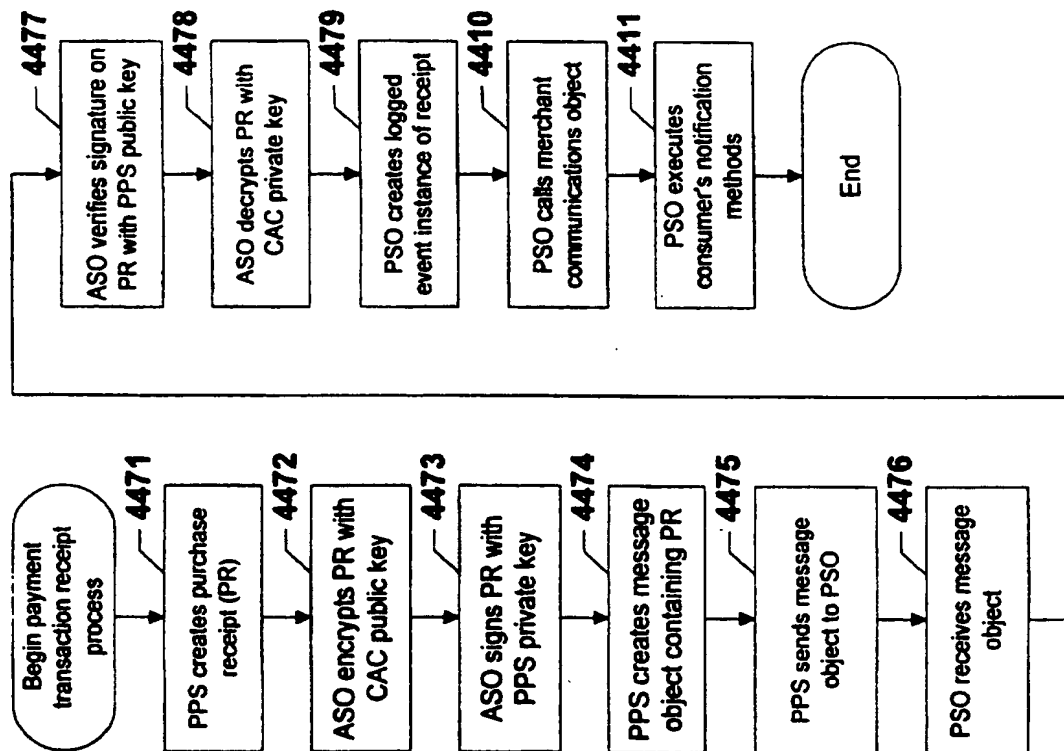 Begin payment
transaction receipt
process
4471
PPS creates purchase
receipt (PR)
4472
ASO encrypts PR with
CAC public key
4473
ASO signs PR with
PPS private key
4474
PPS creates message
object containing PR
4475
PPS sends message
object to PSO
4476
PSO receives message
object
4477
ASO verifies signature on
PR with PPS public key
4478
ASO decrypts PR with
CAC private key
4479
PSO creates logged
event instance of receipt
4410
PSO calls merchant
communications object
4411
PSO executes
consumer's notification
methods
End